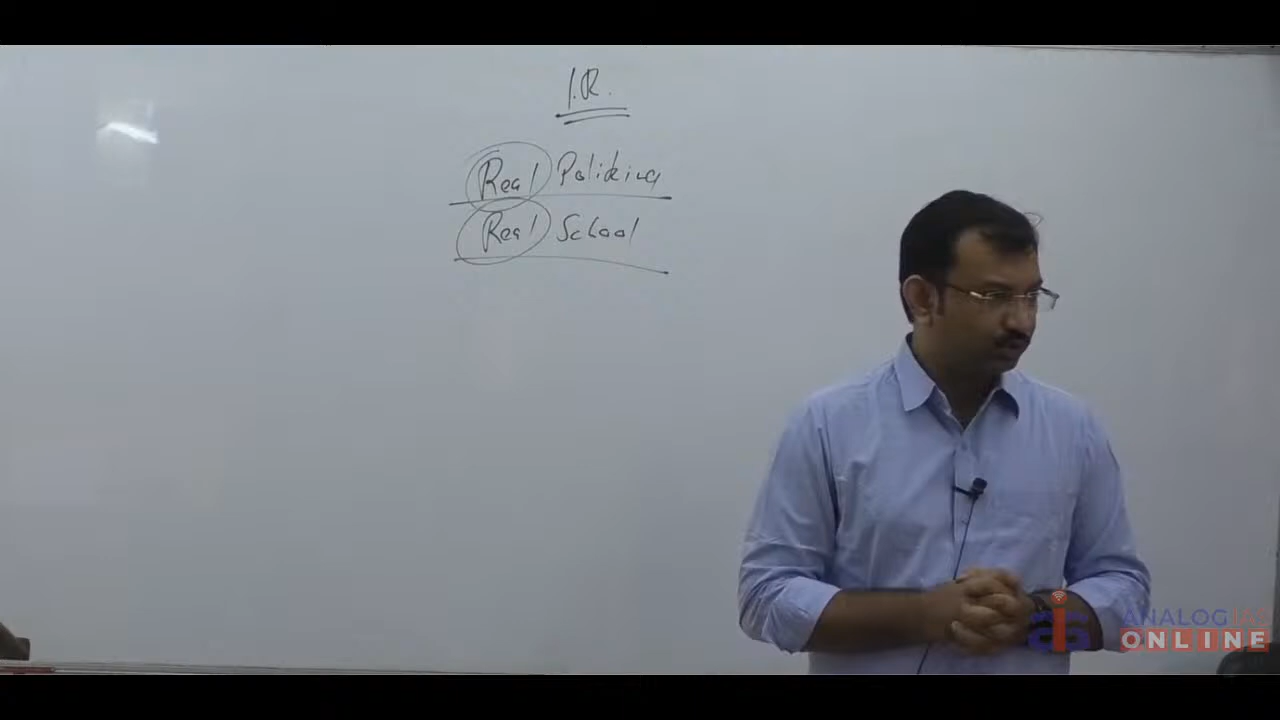 I.R.
Real Politics
Real School
ANALOG IAS
ONLINE